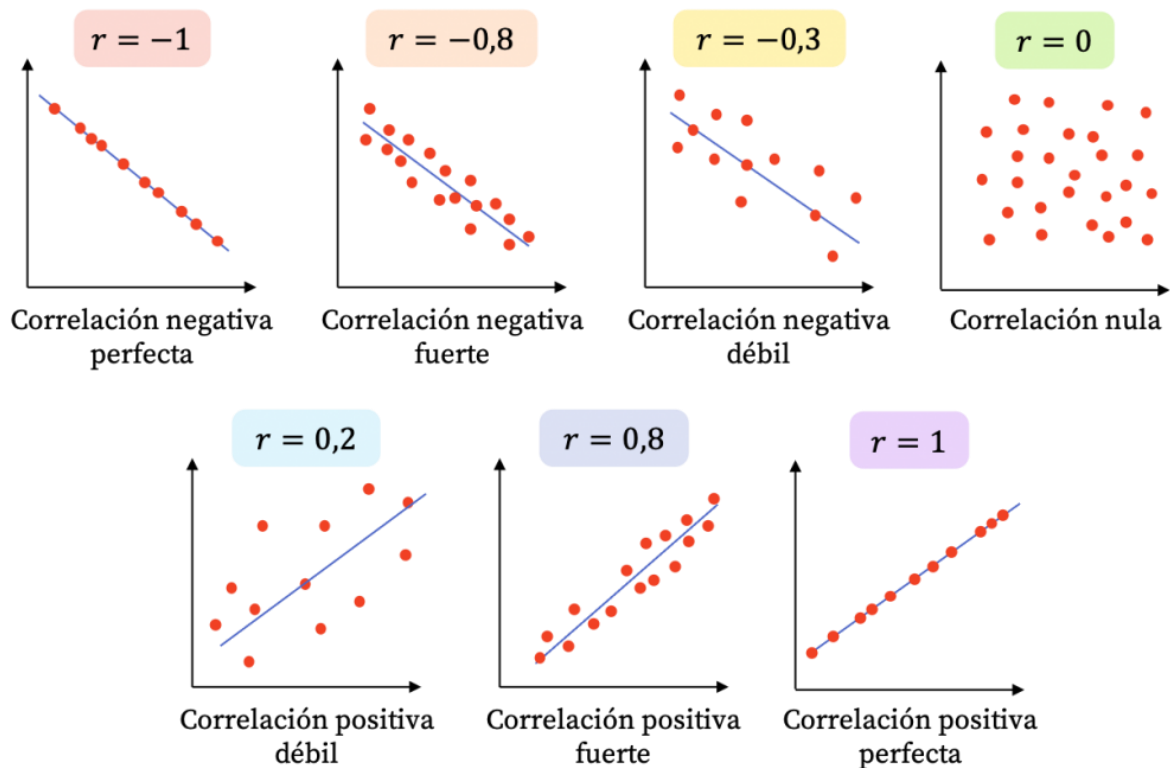 r = −1
r = −0,8
r = −0,3
r = 0
Correlación negativa
perfecta
Correlación negativa
fuerte
Correlación negativa
débil
Correlación nula
r = 0,2
r = 0,8
r = 1
Correlación positiva
débil
Correlación positiva
fuerte
Correlación positiva
perfecta